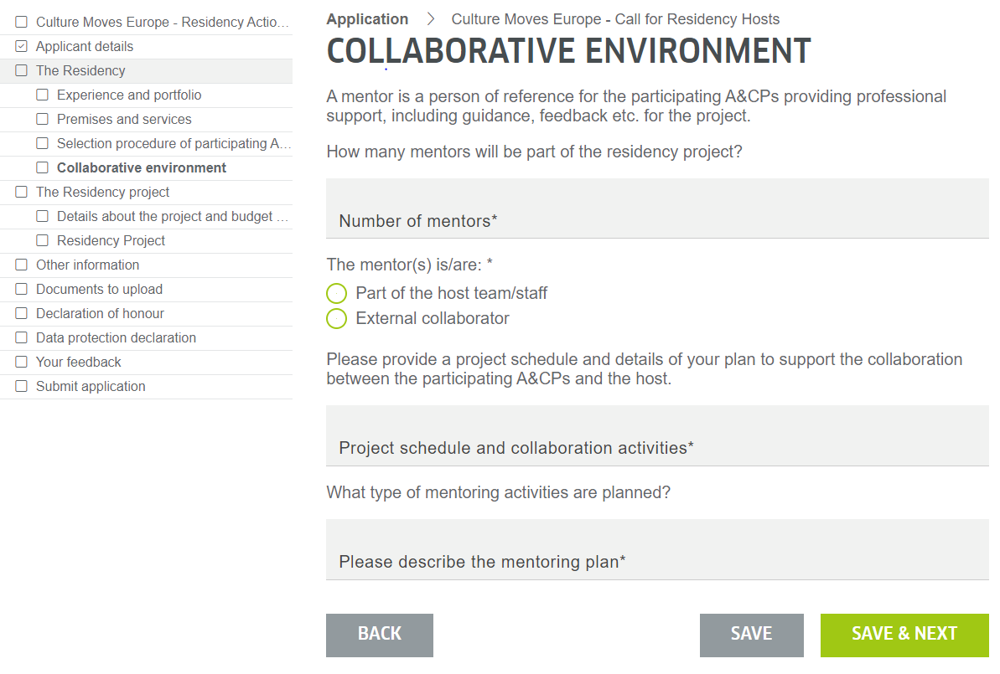 Culture Moves Europe - Residency Actio...
Applicant details
The Residency
Experience and portfolio
Premises and services
Selection procedure of participating A...
Collaborative environment
The Residency project
Details about the project and budget ...
Residency Project
Other information
Documents to upload
Declaration of honour
Data protection declaration
Your feedback
Submit application
Application > Culture Moves Europe - Call for Residency Hosts
COLLABORATIVE ENVIRONMENT
A mentor is a person of reference for the participating A&CPs providing professional
support, including guidance, feedback etc. for the project.
How many mentors will be part of the residency project?
Number of mentors*
The mentor(s) is/are: *
Part of the host team/staff
External collaborator
Please provide a project schedule and details of your plan to support the collaboration
between the participating A&CPs and the host.
Project schedule and collaboration activities*
What type of mentoring activities are planned?
Please describe the mentoring plan*
BACK SAVE SAVE & NEXT